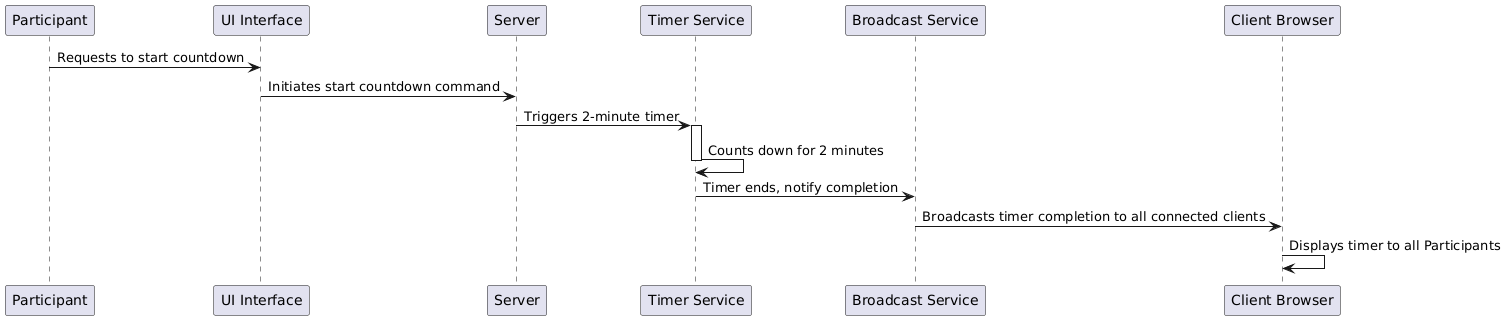 Participant
UI Interface
Server
Timer Service
Broadcast Service
Client Browser
Requests to start countdown
Initiates start countdown command
Triggers 2-minute timer
Counts down for 2 minutes
Timer ends, notify completion
Broadcasts timer completion to all connected clients
Displays timer to all Participants
Participant
UI Interface
Server
Timer Service
Broadcast Service
Client Browser